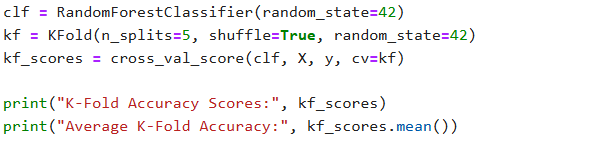 clf = RandomForestClassifier(random_state=42)
kf = KFold(n_splits=5, shuffle=True, random_state=42)
kf_scores = cross_val_score(clf, X, y, cv=kf)
print("K-Fold Accuracy Scores:", kf_scores)
print("Average K-Fold Accuracy:", kf_scores.mean())